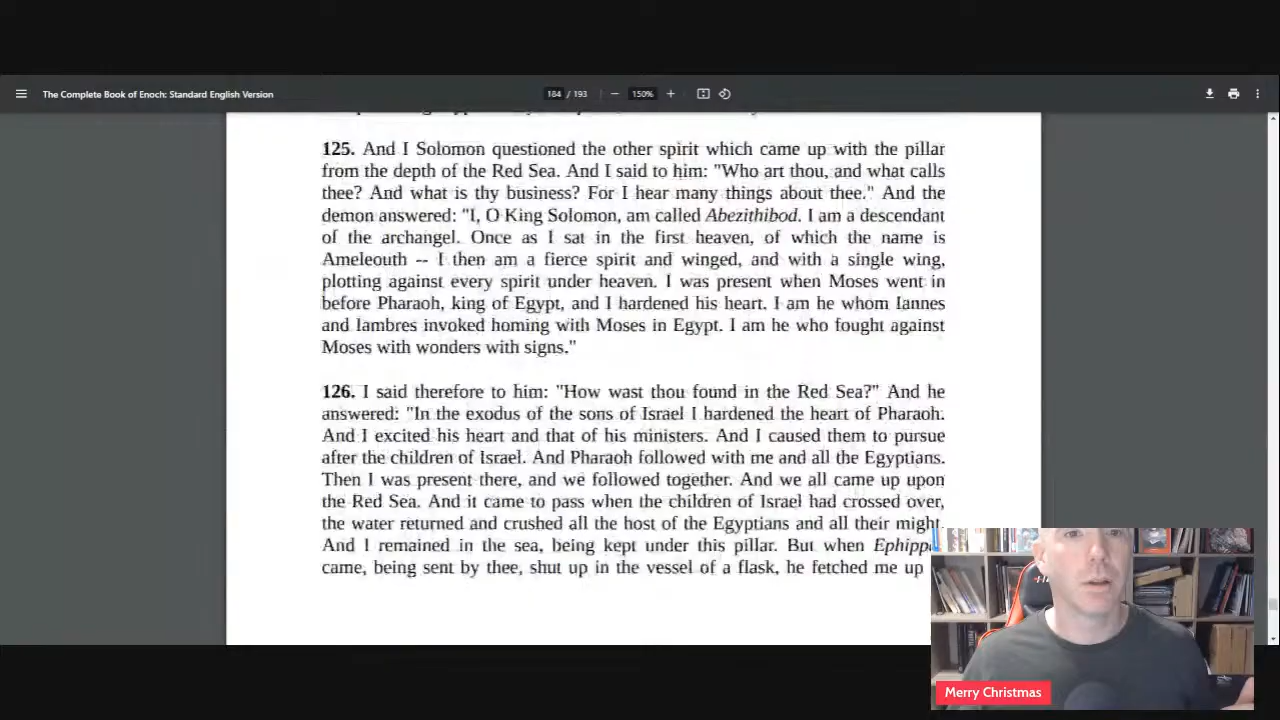 The Complete Book of Enoch: Standard English Version
184 / 193
150%
125. And I Solomon questioned the other spirit which came up with the pillar
from the depth of the Red Sea. And I said to him: "Who art thou, and what calls
thee? And what is thy business? For I hear many things about thee." And the
demon answered: "I, O King Solomon, am called Abezithibod. I am a descendant
of the archangel. Once as I sat in the first heaven, of which the name is
Ameleouth -- I then am a fierce spirit and winged, and with a single wing,
plotting against every spirit under heaven. I was present when Moses went in
before Pharaoh, king of Egypt, and I hardened his heart. I am he whom Iannes
and Iambres invoked homing with Moses in Egypt. I am he who fought against
Moses with wonders with signs."
126. I said therefore to him: "How wast thou found in the Red Sea?" And he
answered: "In the exodus of the sons of Israel I hardened the heart of Pharaoh.
And I excited his heart and that of his ministers. And I caused them to pursue
after the children of Israel. And Pharaoh followed with me and all the Egyptians.
Then I was present there, and we followed together. And we all came up upon
the Red Sea. And it came to pass when the children of Israel had crossed over,
the water returned and crushed all the host of the Egyptians and all their might.
And I remained in the sea, being kept under this pillar. But when
came, being sent by thee, shut up in the vessel of a flask, he fetched me up
Merry Christmas